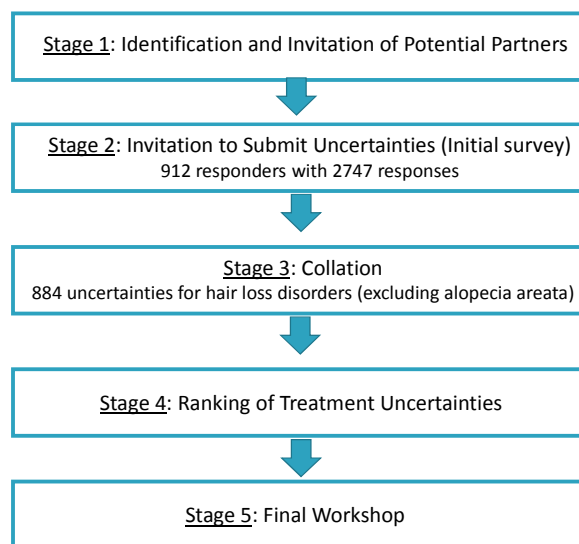 Stage 1: Identification and Invitation of Potential Partners
Stage 2: Invitation to Submit Uncertainties (Initial survey)
912 responders with 2747 responses
Stage 3: Collation
884 uncertainties for hair loss disorders (excluding alopecia areata)
Stage 4: Ranking of Treatment Uncertainties
Stage 5: Final Workshop